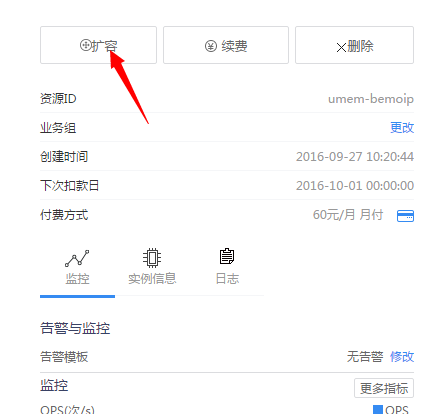 扩容 续费 删除
资源ID umem-bemoip
业务组 更改
创建时间 2016-09-27 10:20:44
下次扣款日 2016-10-01 00:00:00
付费方式 60元/月 月付
监控 实例信息 日志
告警与监控
告警模板 无告警 修改
监控 更多指标
OPS(次/s) OPS